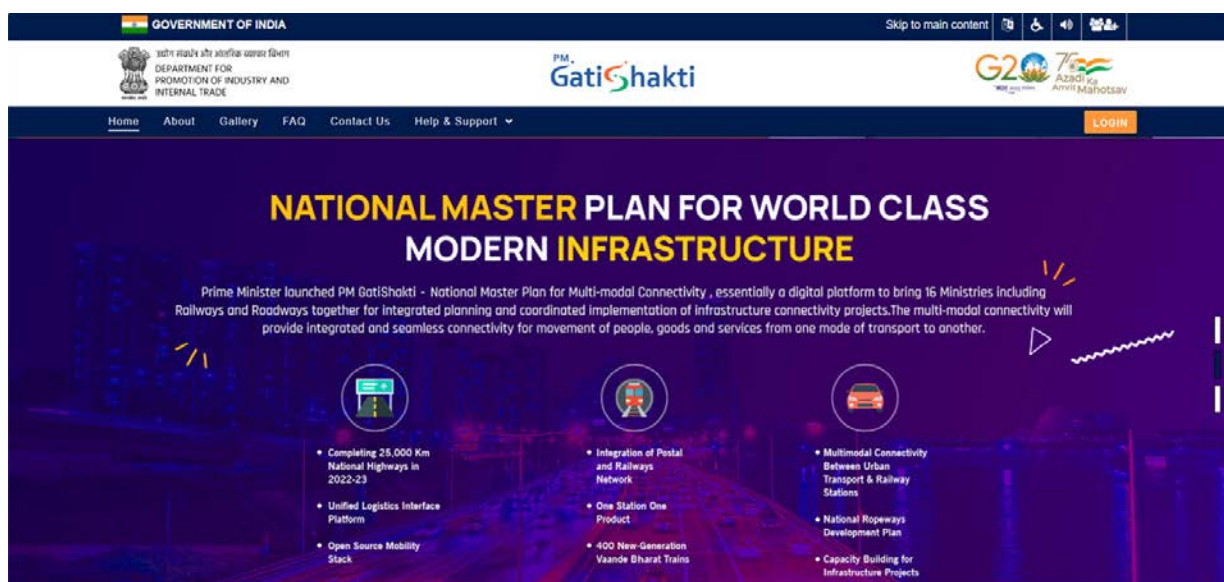 GOVERNMENT OF INDIA
Skip to main content
उद्योग संवर्धन और आंतरिक व्यापार विभाग
DEPARTMENT FOR
PROMOTION OF INDUSTRY AND
INTERNAL TRADE
PM
GatiShakti
G2
75
Azadi Ka
Amrit Mahotsav
Home About Gallery FAQ Contact Us Help & Support
LOGIN
NATIONAL MASTER PLAN FOR WORLD CLASS
MODERN INFRASTRUCTURE
Prime Minister launched PM GatiShakti - National Master Plan for Multi-modal Connectivity , essentially a digital platform to bring 16 Ministries including
Railways and Roadways together for integrated planning and coordinated implementation of Infrastructure connectivity projects.The multi-modal connectivity will
provide integrated and seamless connectivity for movement of people, goods and services from one mode of transport to another.
• Completing 25,000 Km
National Highways in
2022-23
• Unified Logistics Interface
Platform
• Open Source Mobility
Stack
• Integration of Postal
and Railways
Network
• One Station One
Product
• 400 New-Generation
Vaande Bharat Trains
• Multimodal Connectivity
Between Urban
Transport & Railway
Stations
• National Ropeways
Development Plan
• Capacity Building for
Infrastructure Projects